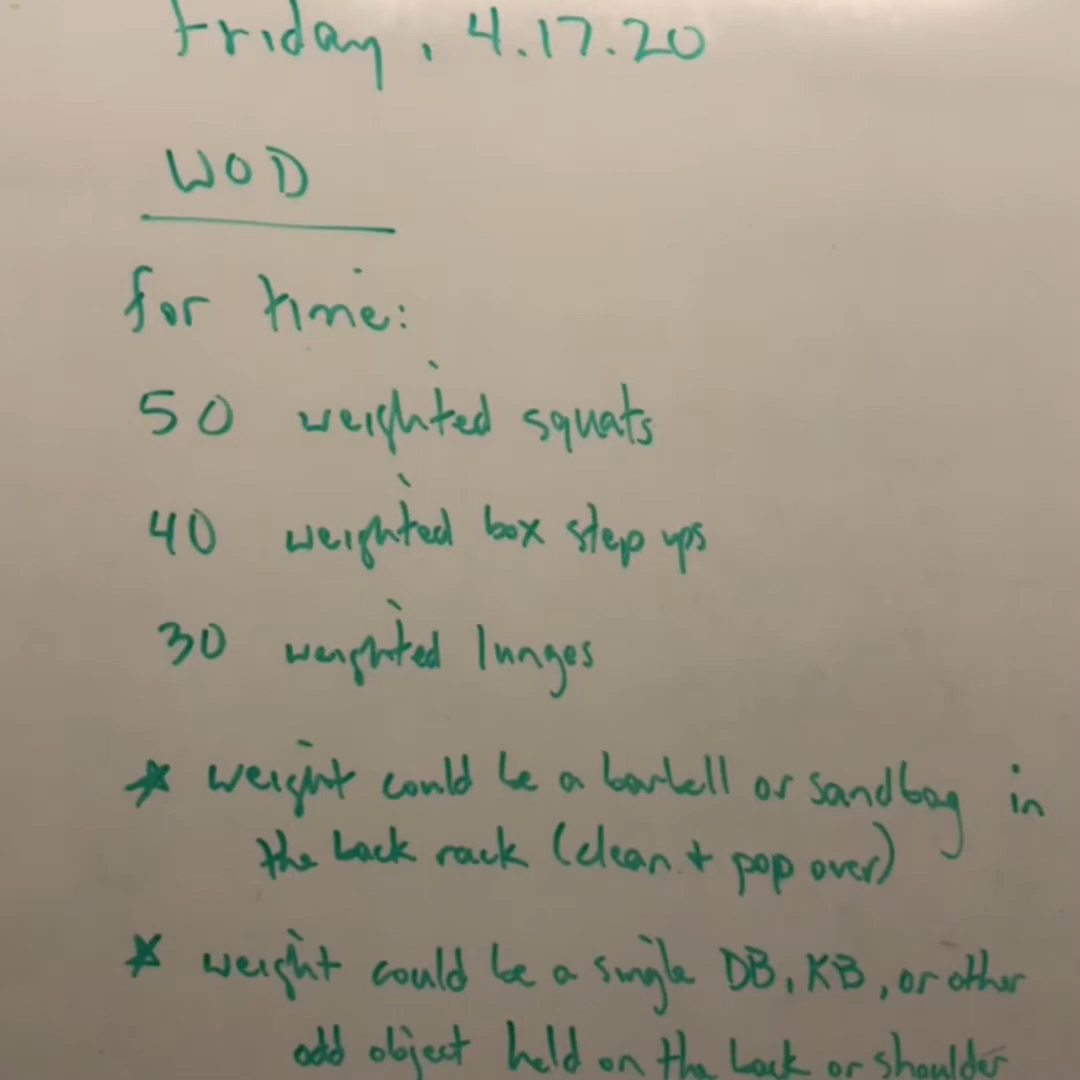 Friday, 4.17.20
WOD
for time:
50 weighted squats
40 weighted box step ups
30 weighted lunges
* weight could be a barbell or sandbag in
the back rack (clean + pop over)
* weight could be a single DB, KB, or other
odd object held on the back or shoulder